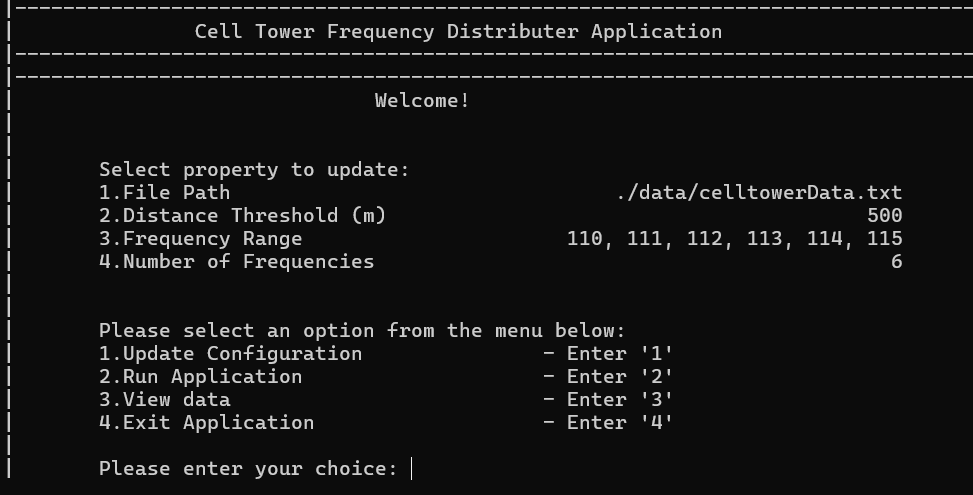 Cell Tower Frequency Distributer Application
Welcome!
Select property to update:
1.File Path ./data/celltowerData.txt
2.Distance Threshold (m) 500
3.Frequency Range 110, 111, 112, 113, 114, 115
4.Number of Frequencies 6
Please select an option from the menu below:
1.Update Configuration - Enter '1'
2.Run Application - Enter '2'
3.View data - Enter '3'
4.Exit Application - Enter '4'
Please enter your choice: